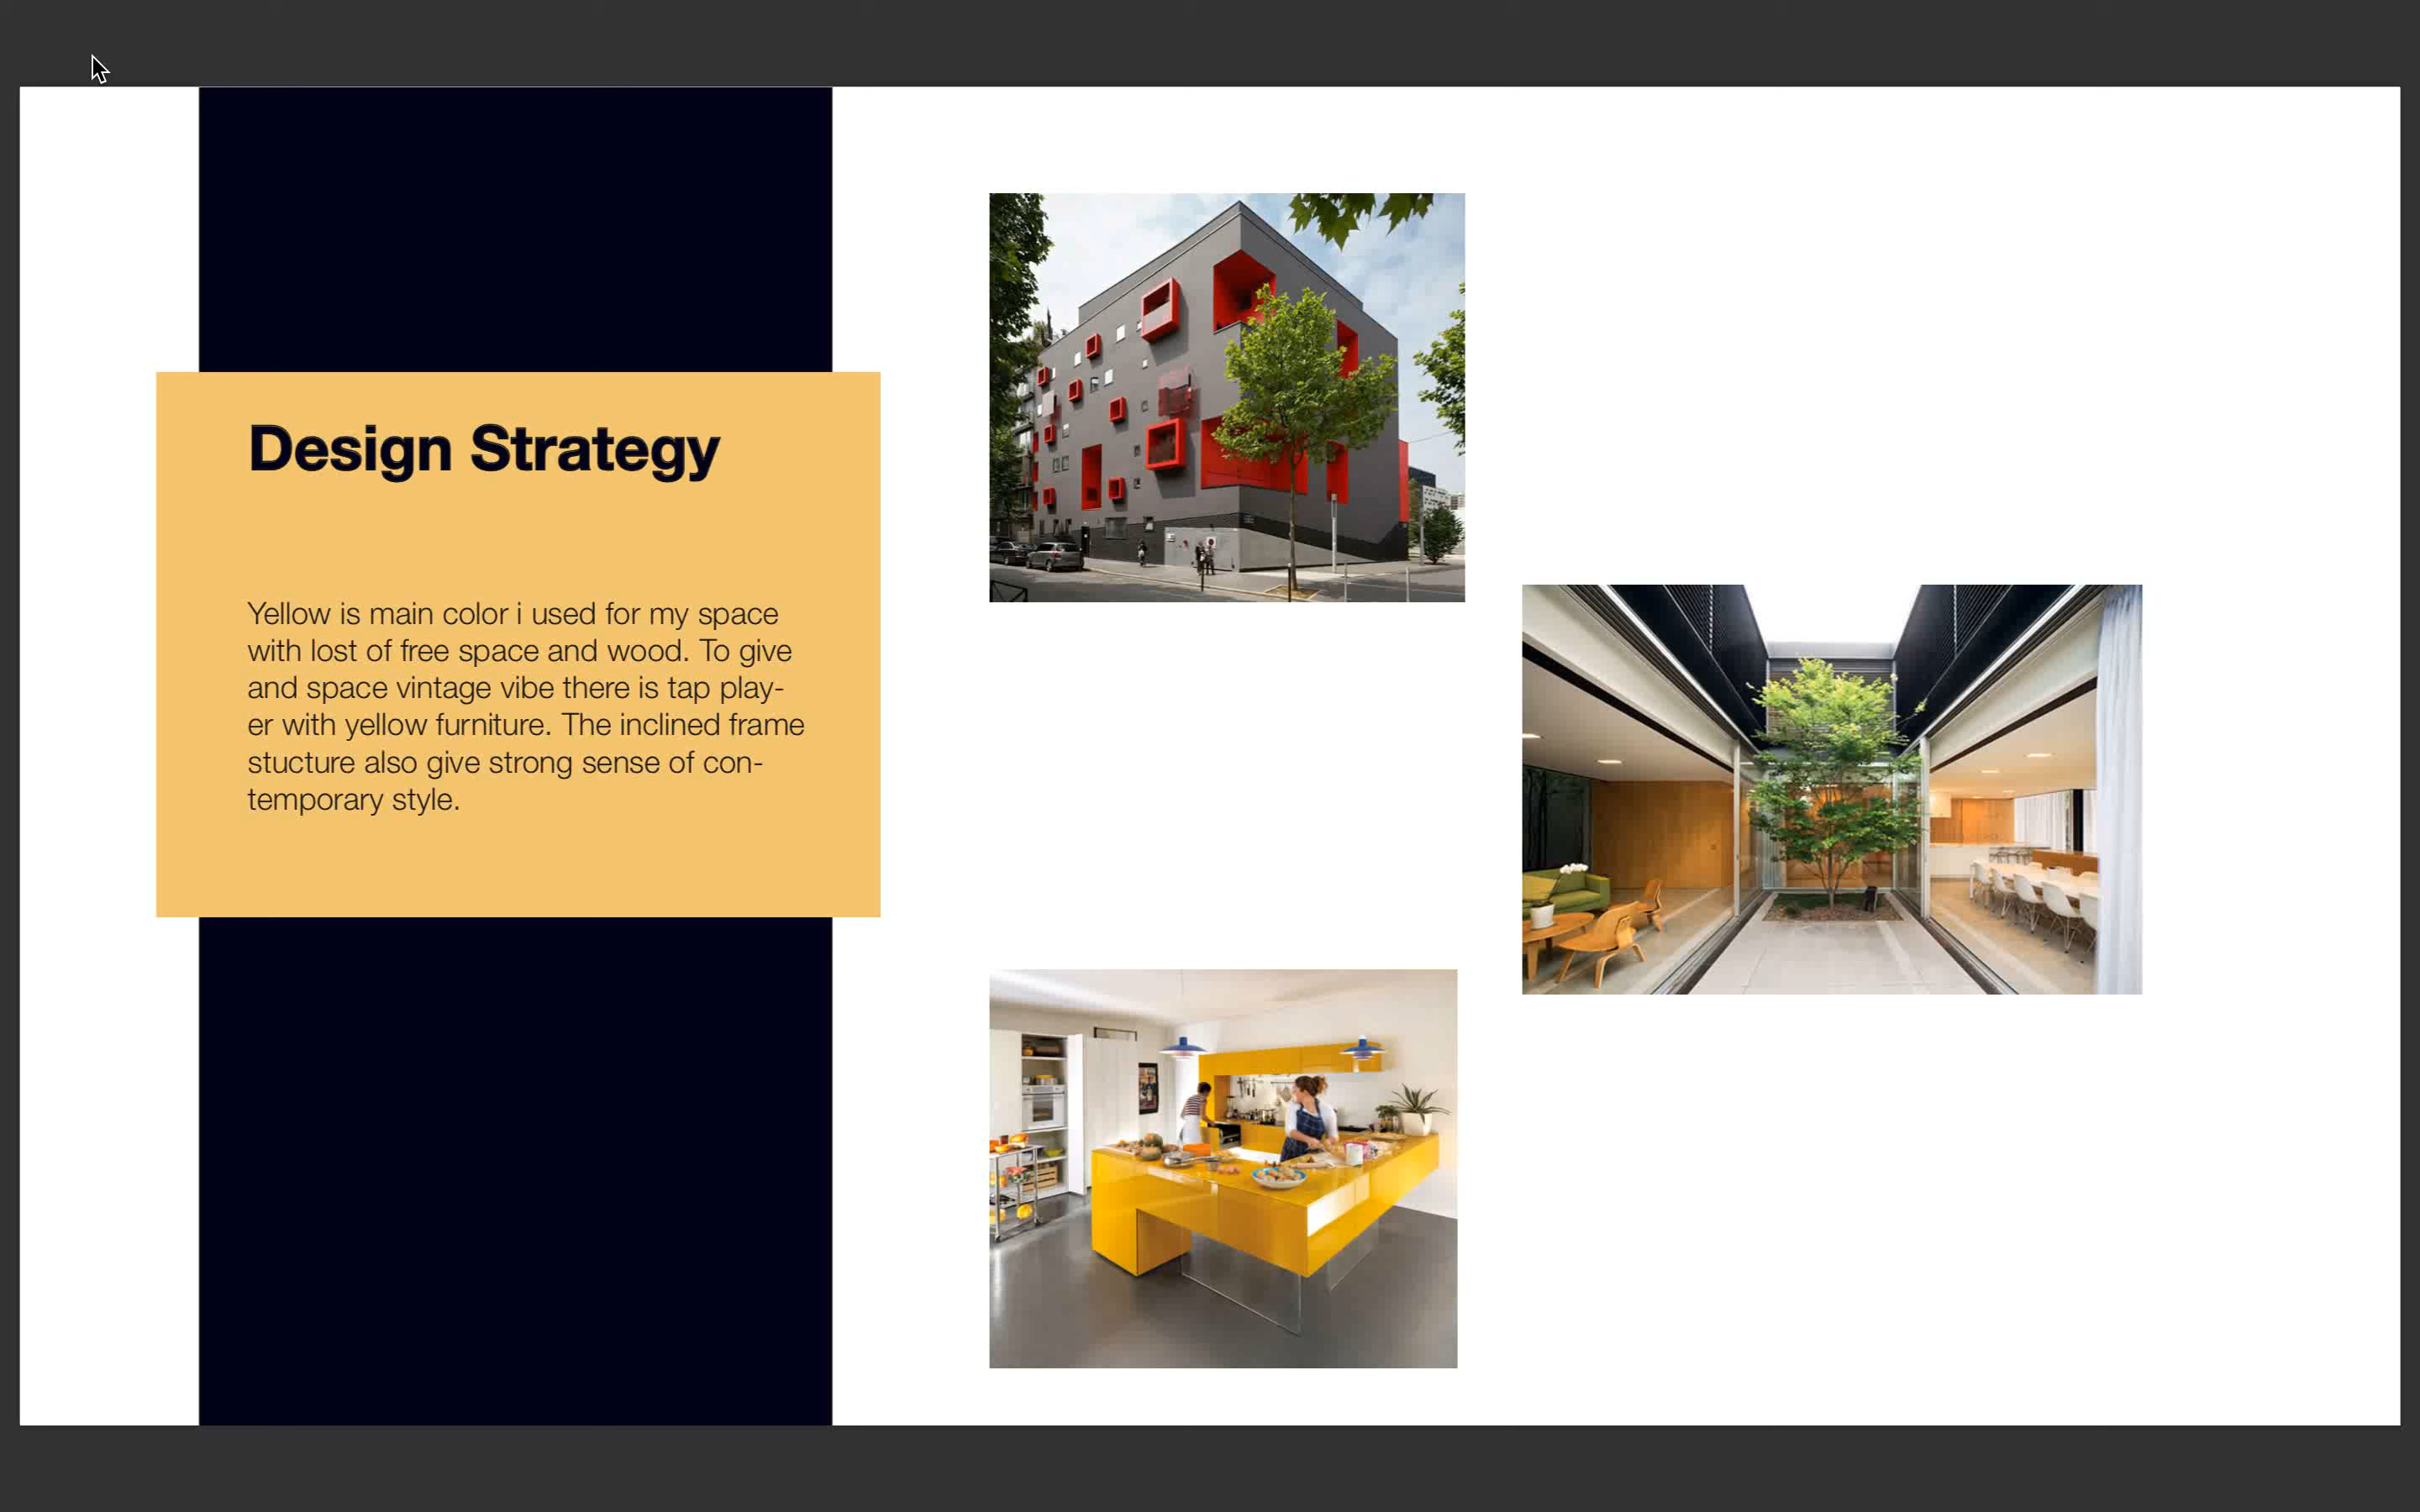 Design Strategy
Yellow is main color i used for my space
with lost of free space and wood. To give
and space vintage vibe there is tap play-
er with yellow furniture. The inclined frame
stucture also give strong sense of con-
temporary style.